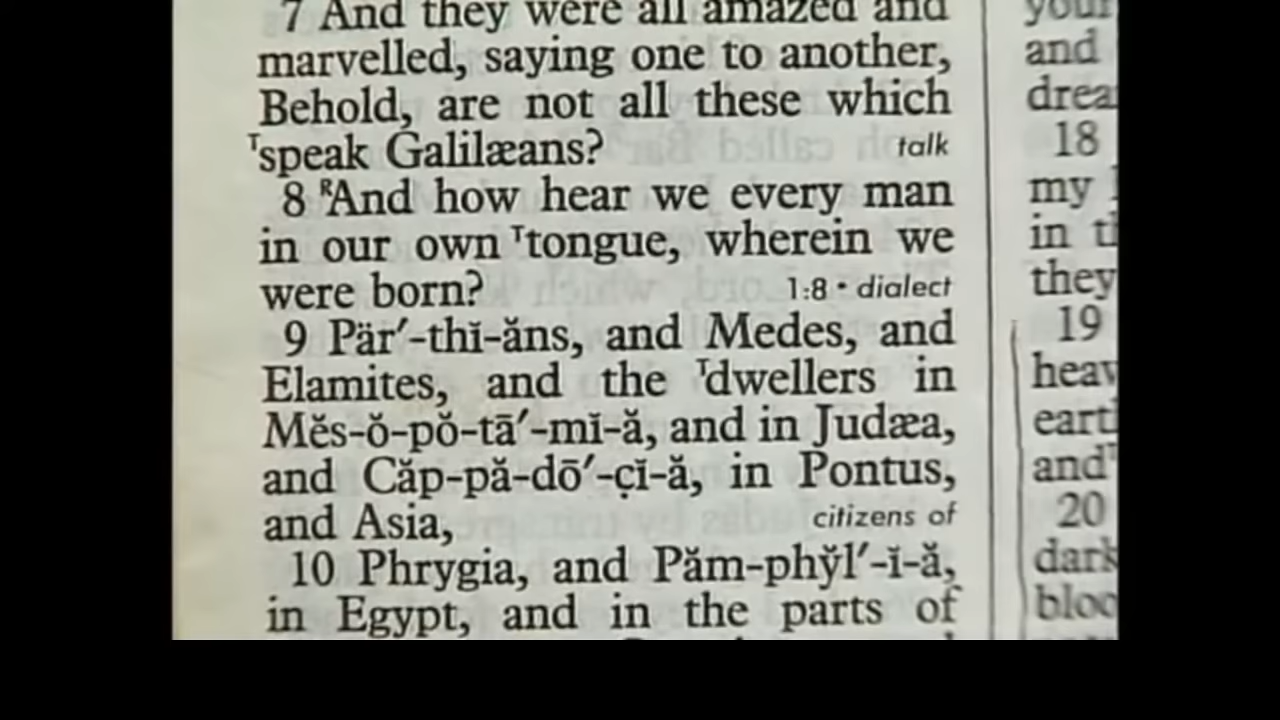 7 And they were all amazed and
marvelled, saying one to another,
Behold, are not all these which
ᵀspeak Galilæans? talk
8 ᴿAnd how hear we every man
in our own ᵀtongue, wherein we
were born? 1:8 • dialect
9 Pär′-thĭ-ăns, and Medes, and
Elamites, and the ᵀdwellers in
Mĕs-ŏ-pŏ-tā′-mĭ-ă, and in Judæa,
and Căp-pă-dō′-çĭ-ă, in Pontus,
and Asia, citizens of
10 Phrygia, and Păm-phy̆l′-ĭ-ă,
in Egypt, and in the parts of
your
and
18
my
in
they
19
and
20